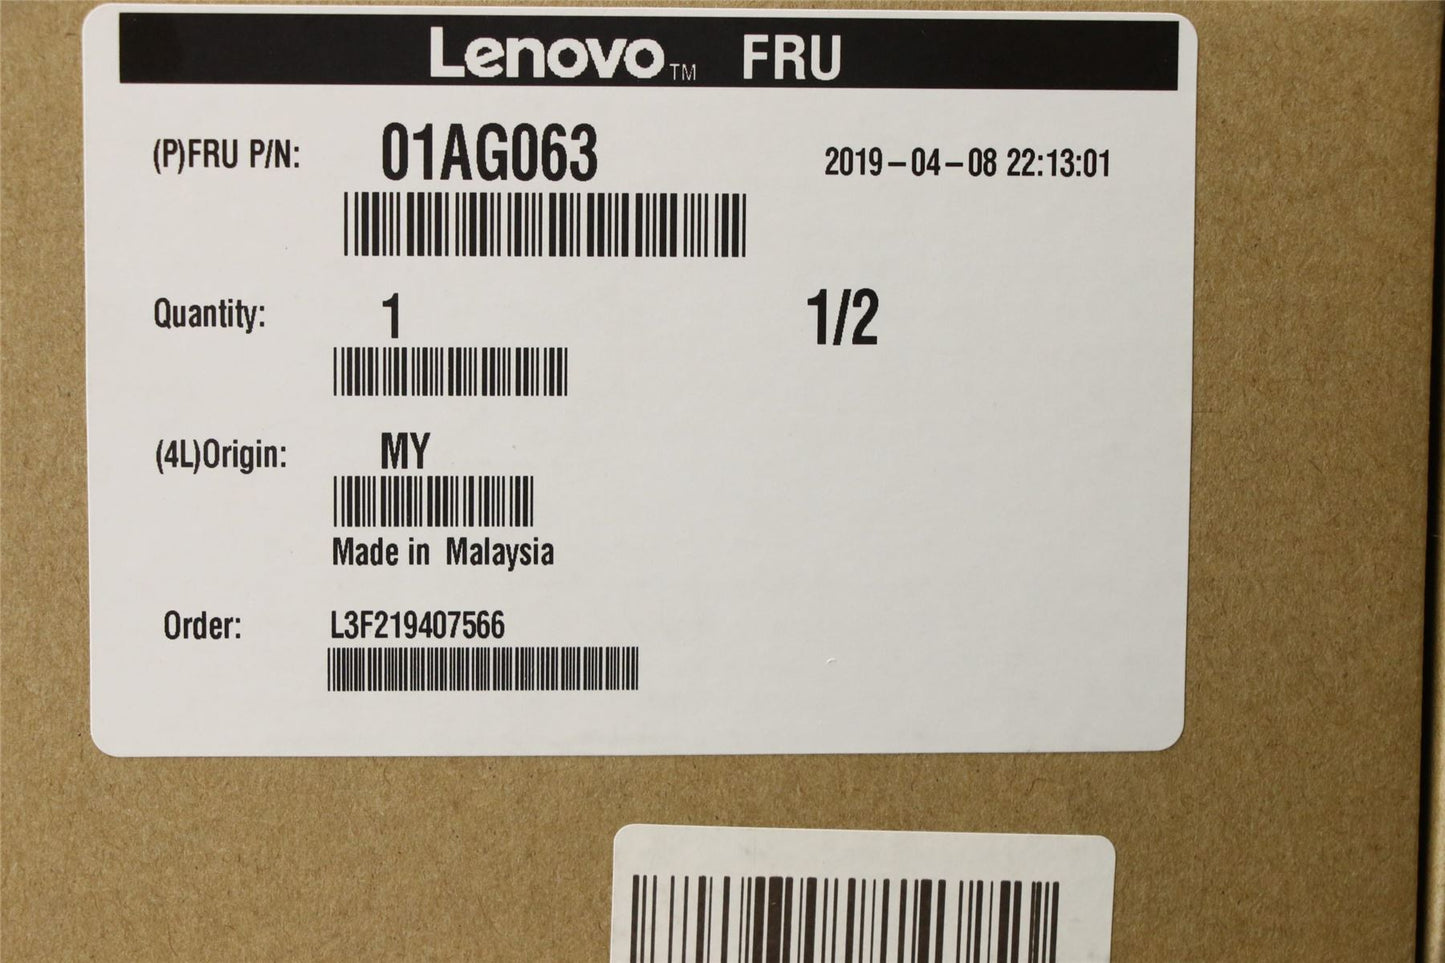 Lenovo™ FRU
(P)FRU P/N: 01AG063 2019-04-08 22:13:01
Quantity: 1 1/2
(4L)Origin: MY
Made in Malaysia
Order: L3F219407566